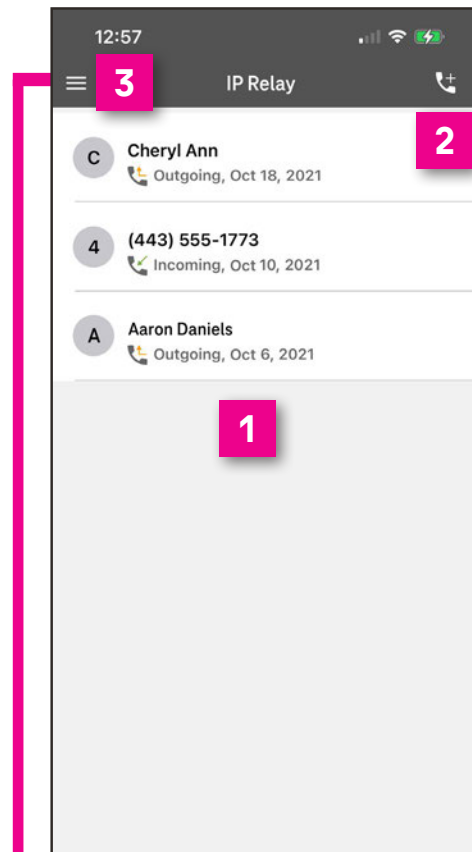 12:57
3
IP Relay
2
C
Cheryl Ann
Outgoing, Oct 18, 2021
4
(443) 555-1773
Incoming, Oct 10, 2021
A
Aaron Daniels
Outgoing, Oct 6, 2021
1